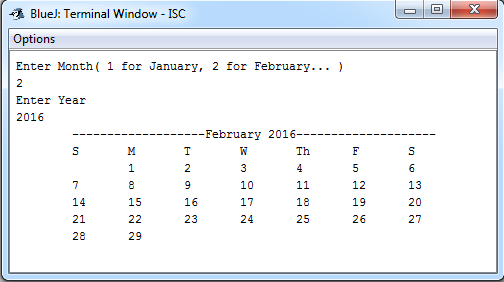 BlueJ: Terminal Window - ISC
Options
Enter Month( 1 for January, 2 for February... )
2
Enter Year
2016
-------------------February 2016--------------------
S M T W Th F S
1 2 3 4 5 6
7 8 9 10 11 12 13
14 15 16 17 18 19 20
21 22 23 24 25 26 27
28 29